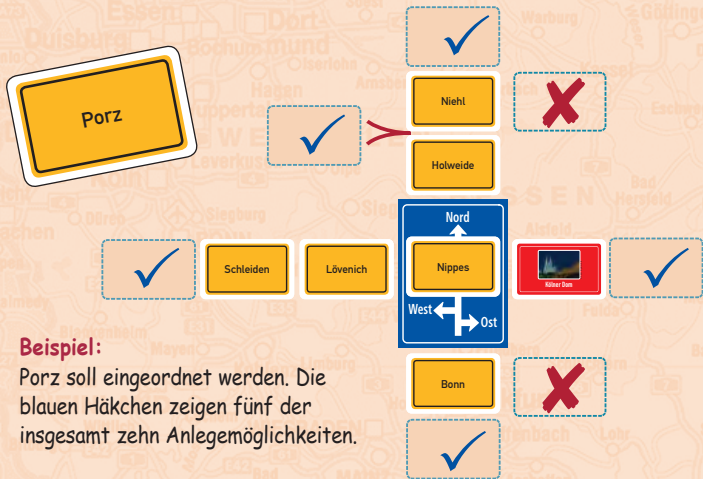 Porz
Niehl
Holweide
Nord
Schleiden
Lövenich
Nippes
Kölner Dom
West
Ost
Bonn
Beispiel:
Porz soll eingeordnet werden. Die
blauen Häkchen zeigen fünf der
insgesamt zehn Anlegemöglichkeiten.